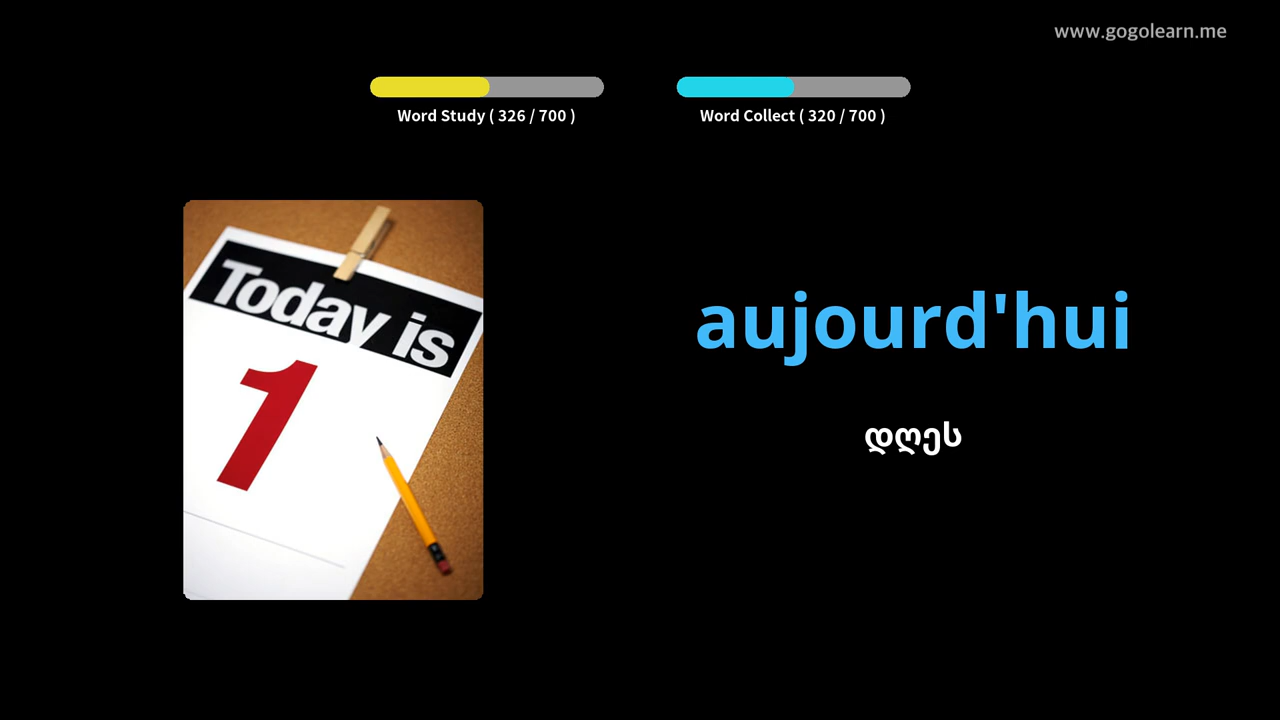 www.gogolearn.me
Word Study ( 326 / 700 )
Word Collect ( 320 / 700 )
Today is
1
aujourd'hui
დღეს